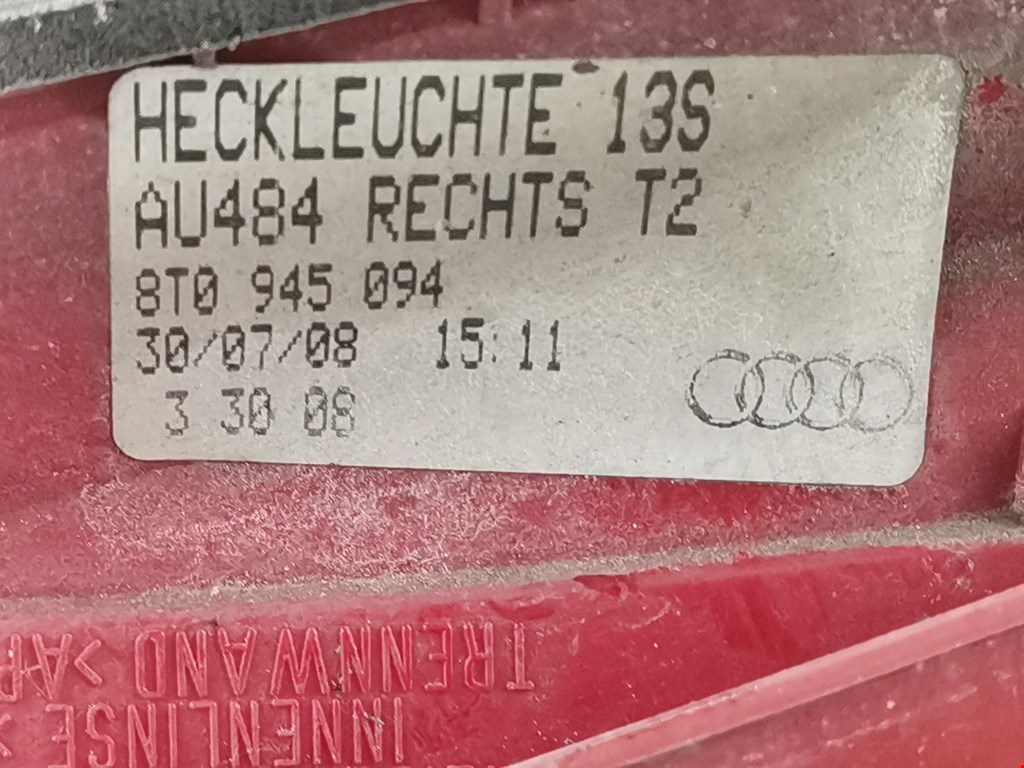 HECKLEUCHTE 13S
AU484 RECHTS T2
8T0 945 094
30/07/08 15:11
3 30 08
TRENNWAND >A
INNENLINSE >